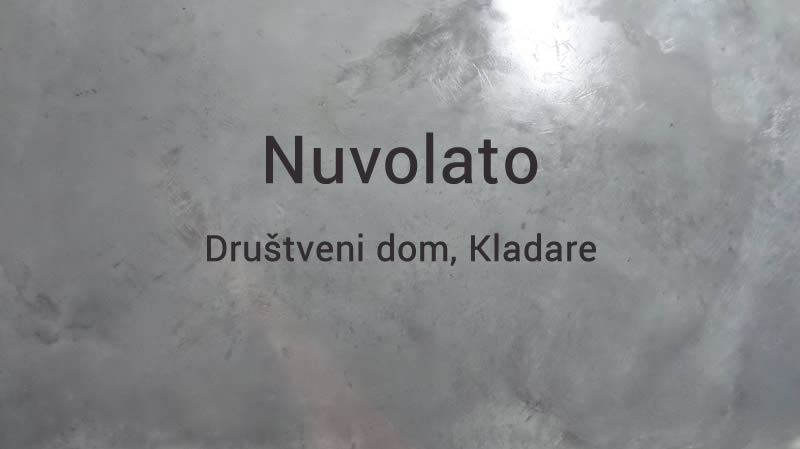 Nuvolato
Društveni dom, Kladare